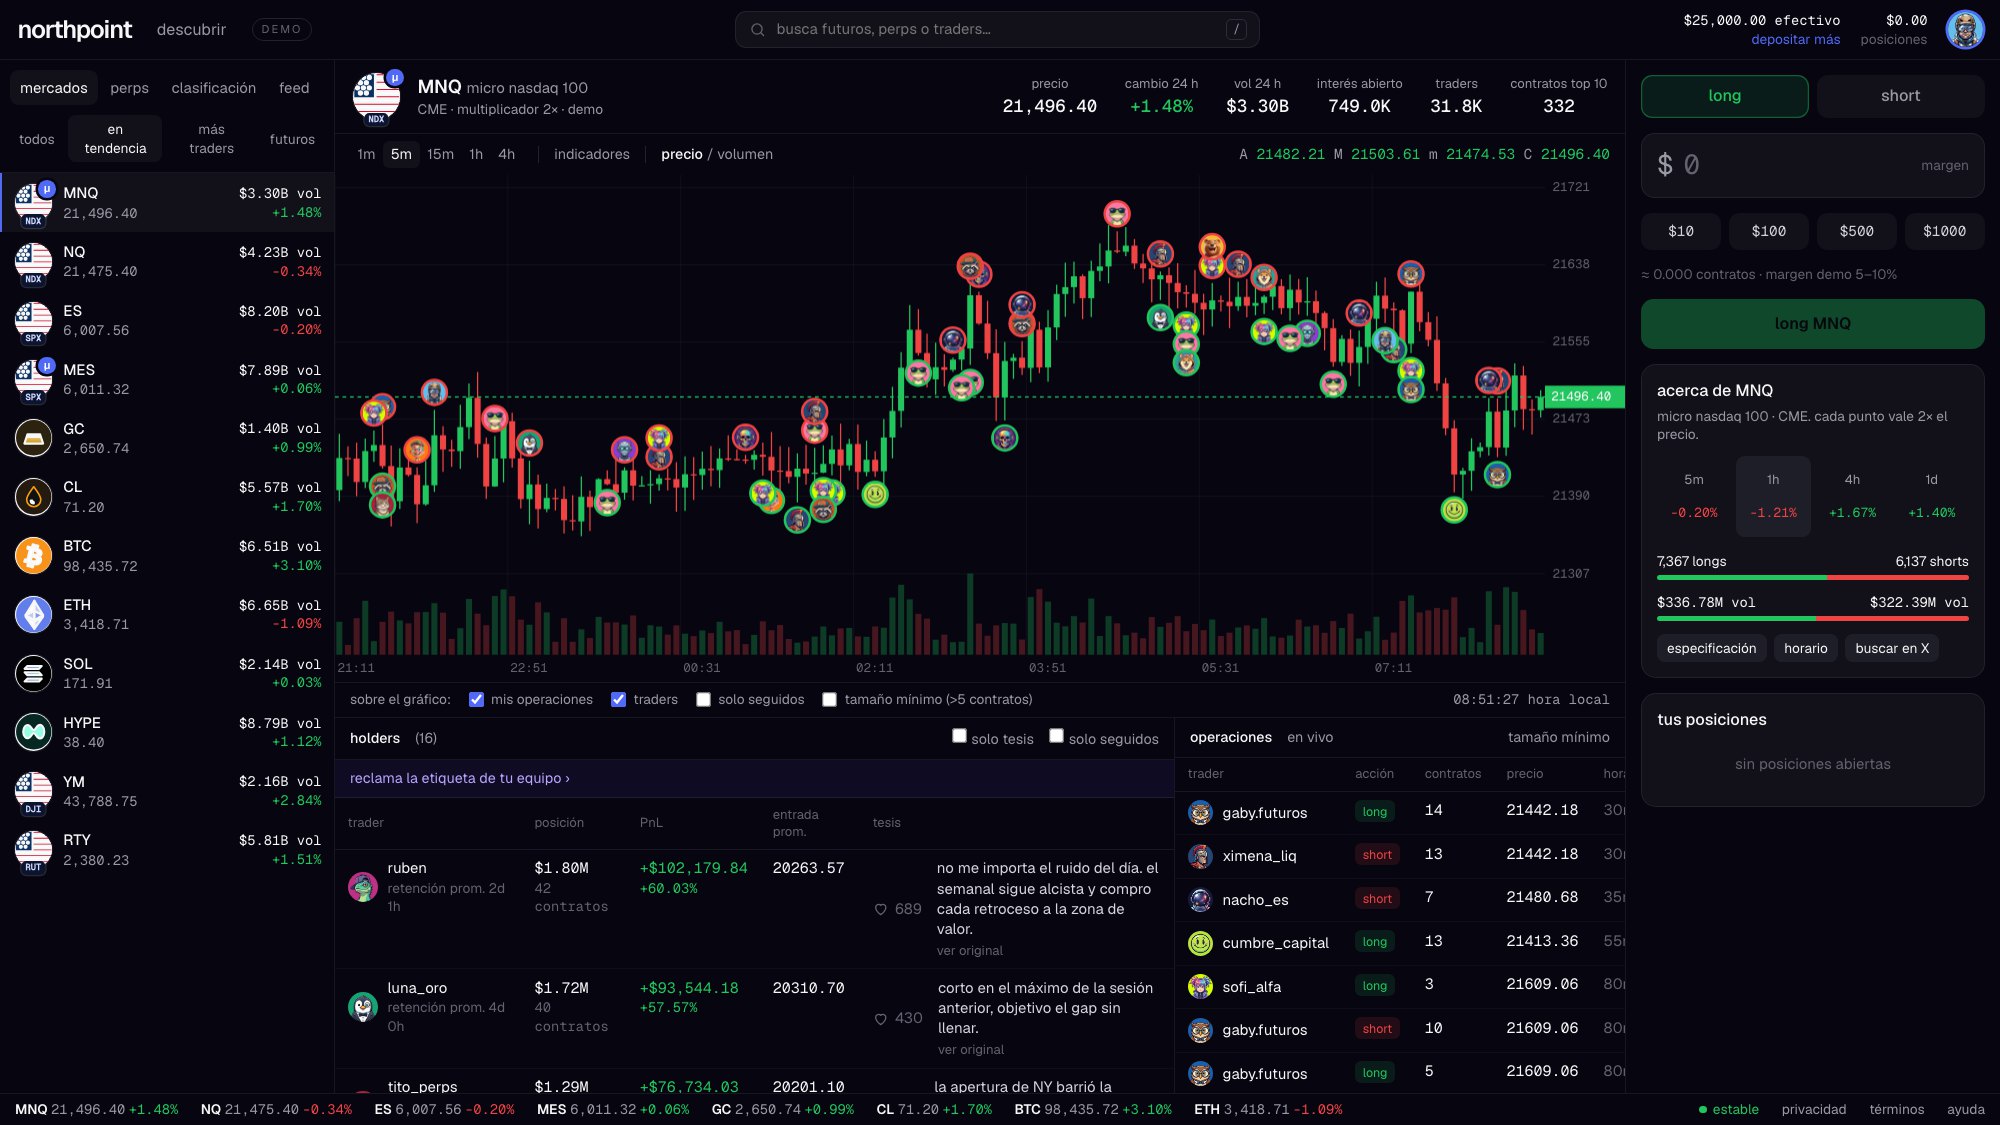 northpoint descubrir DEMO
busca futuros, perps o traders… /
$25,000.00 efectivo $0.00
depositar más posiciones
mercados perps clasificación feed
todos en tendencia más traders futuros
MNQ $3.30B vol
21,496.40 +1.48%
NQ $4.23B vol
21,475.40 -0.34%
ES $8.20B vol
6,007.56 -0.20%
MES $7.89B vol
6,011.32 +0.06%
GC $1.40B vol
2,650.74 +0.99%
CL $5.57B vol
71.20 +1.70%
BTC $6.51B vol
98,435.72 +3.10%
ETH $6.65B vol
3,418.71 -1.09%
SOL $2.14B vol
171.91 +0.03%
HYPE $8.79B vol
38.40 +1.12%
YM $2.16B vol
43,788.75 +2.84%
RTY $5.81B vol
2,380.23 +1.51%
µ NDX
NDX
SPX
µ SPX
DJI
RUT
µ NDX
MNQ micro nasdaq 100
CME · multiplicador 2× · demo
precio cambio 24 h vol 24 h interés abierto traders contratos top 10
21,496.40 +1.48% $3.30B 749.0K 31.8K 332
1m 5m 15m 1h 4h indicadores precio / volumen
A 21482.21 M 21503.61 m 21474.53 C 21496.40
21721
21638
21555
21496.40
21473
21390
21307
21:11 22:51 00:31 02:11 03:51 05:31 07:11
sobre el gráfico: mis operaciones traders solo seguidos tamaño mínimo (>5 contratos) 08:51:27 hora local
holders (16) solo tesis solo seguidos
reclama la etiqueta de tu equipo ›
trader posición PnL entrada prom. tesis
ruben $1.80M +$102,179.84 20263.57
retención prom. 2d 1h 42 contratos +60.03%
689
no me importa el ruido del día. el
semanal sigue alcista y compro
cada retroceso a la zona de
valor.
ver original
luna_oro $1.72M +$93,544.18 20310.70
retención prom. 4d 0h 40 contratos +57.57%
430
corto en el máximo de la sesión
anterior, objetivo el gap sin
llenar.
ver original
tito_perps $1.29M +$76,734.03 20201.10 la apertura de NY barrió la
operaciones en vivo tamaño mínimo
trader acción contratos precio
gaby.futuros long 14 21442.18
ximena_liq short 13 21442.18
nacho_es short 7 21480.68
cumbre_capital long 13 21413.36
sofi_alfa long 3 21609.06
gaby.futuros short 10 21609.06
gaby.futuros long 5 21609.06
long short
$ 0 margen
$10 $100 $500 $1000
≈ 0.000 contratos · margen demo 5–10%
long MNQ
acerca de MNQ
micro nasdaq 100 · CME. cada punto vale 2× el
precio.
5m 1h 4h 1d
-0.20% -1.21% +1.67% +1.40%
7,367 longs 6,137 shorts
$336.78M vol $322.39M vol
especificación horario buscar en X
tus posiciones
sin posiciones abiertas
MNQ 21,496.40 +1.48% NQ 21,475.40 -0.34% ES 6,007.56 -0.20% MES 6,011.32 +0.06% GC 2,650.74 +0.99% CL 71.20 +1.70% BTC 98,435.72 +3.10% ETH 3,418.71 -1.09%
estable privacidad términos ayuda